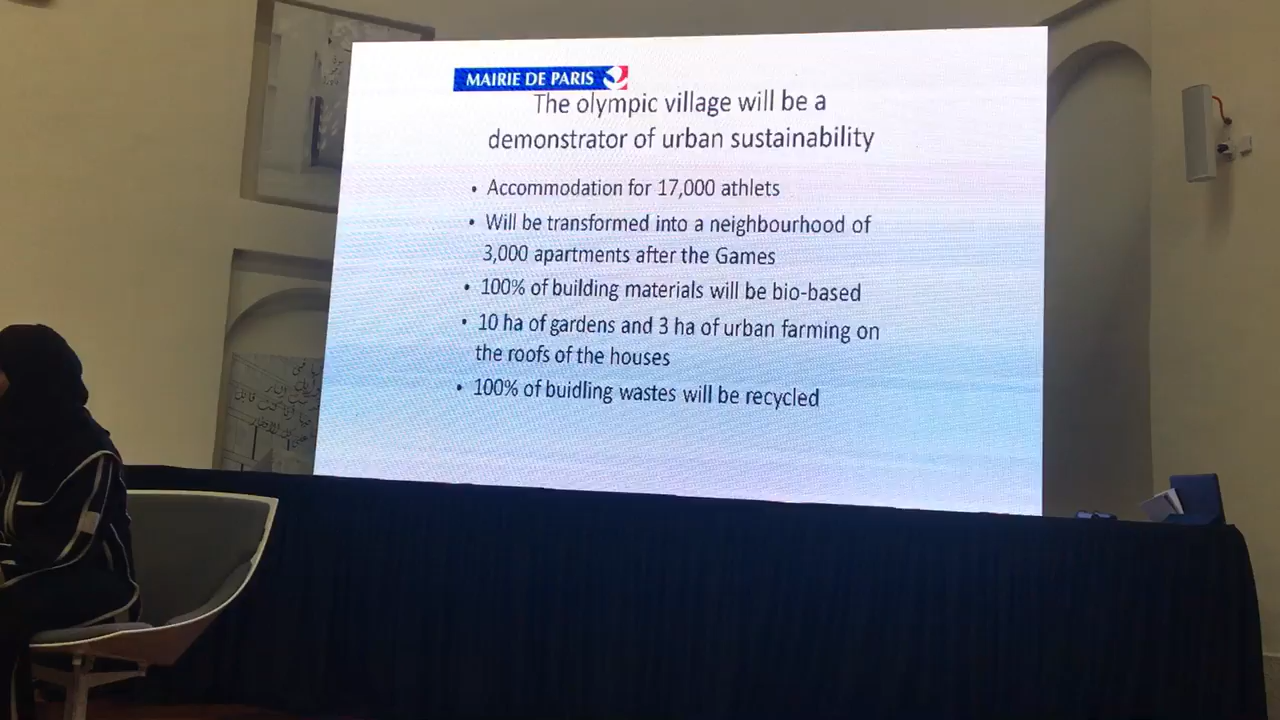 MAIRIE DE PARIS
The olympic village will be a
demonstrator of urban sustainability
• Accommodation for 17,000 athlets
• Will be transformed into a neighbourhood of
3,000 apartments after the Games
• 100% of building materials will be bio-based
• 10 ha of gardens and 3 ha of urban farming on
the roofs of the houses
• 100% of buidling wastes will be recycled